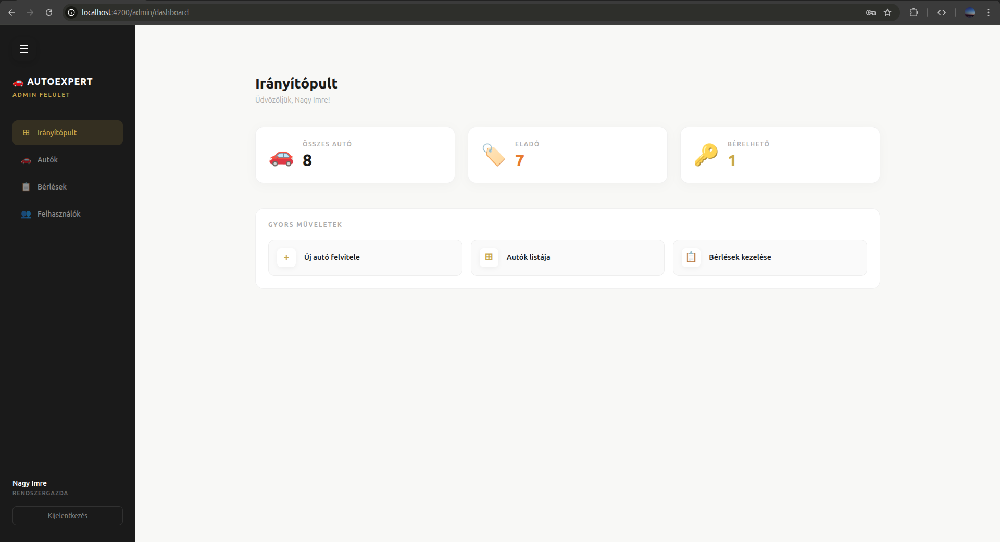 localhost:4200/admin/dashboard
AUTOEXPERT
ADMIN FELÜLET
Irányítópult
Autók
Bérlések
Felhasználók
Nagy Imre
RENDSZERGAZDA
Kijelentkezés
Irányítópult
Üdvözöljük, Nagy Imre!
ÖSSZES AUTÓ
8
ELADÓ
7
BÉRELHETŐ
1
GYORS MŰVELETEK
+ Új autó felvitele
Autók listája
Bérlések kezelése